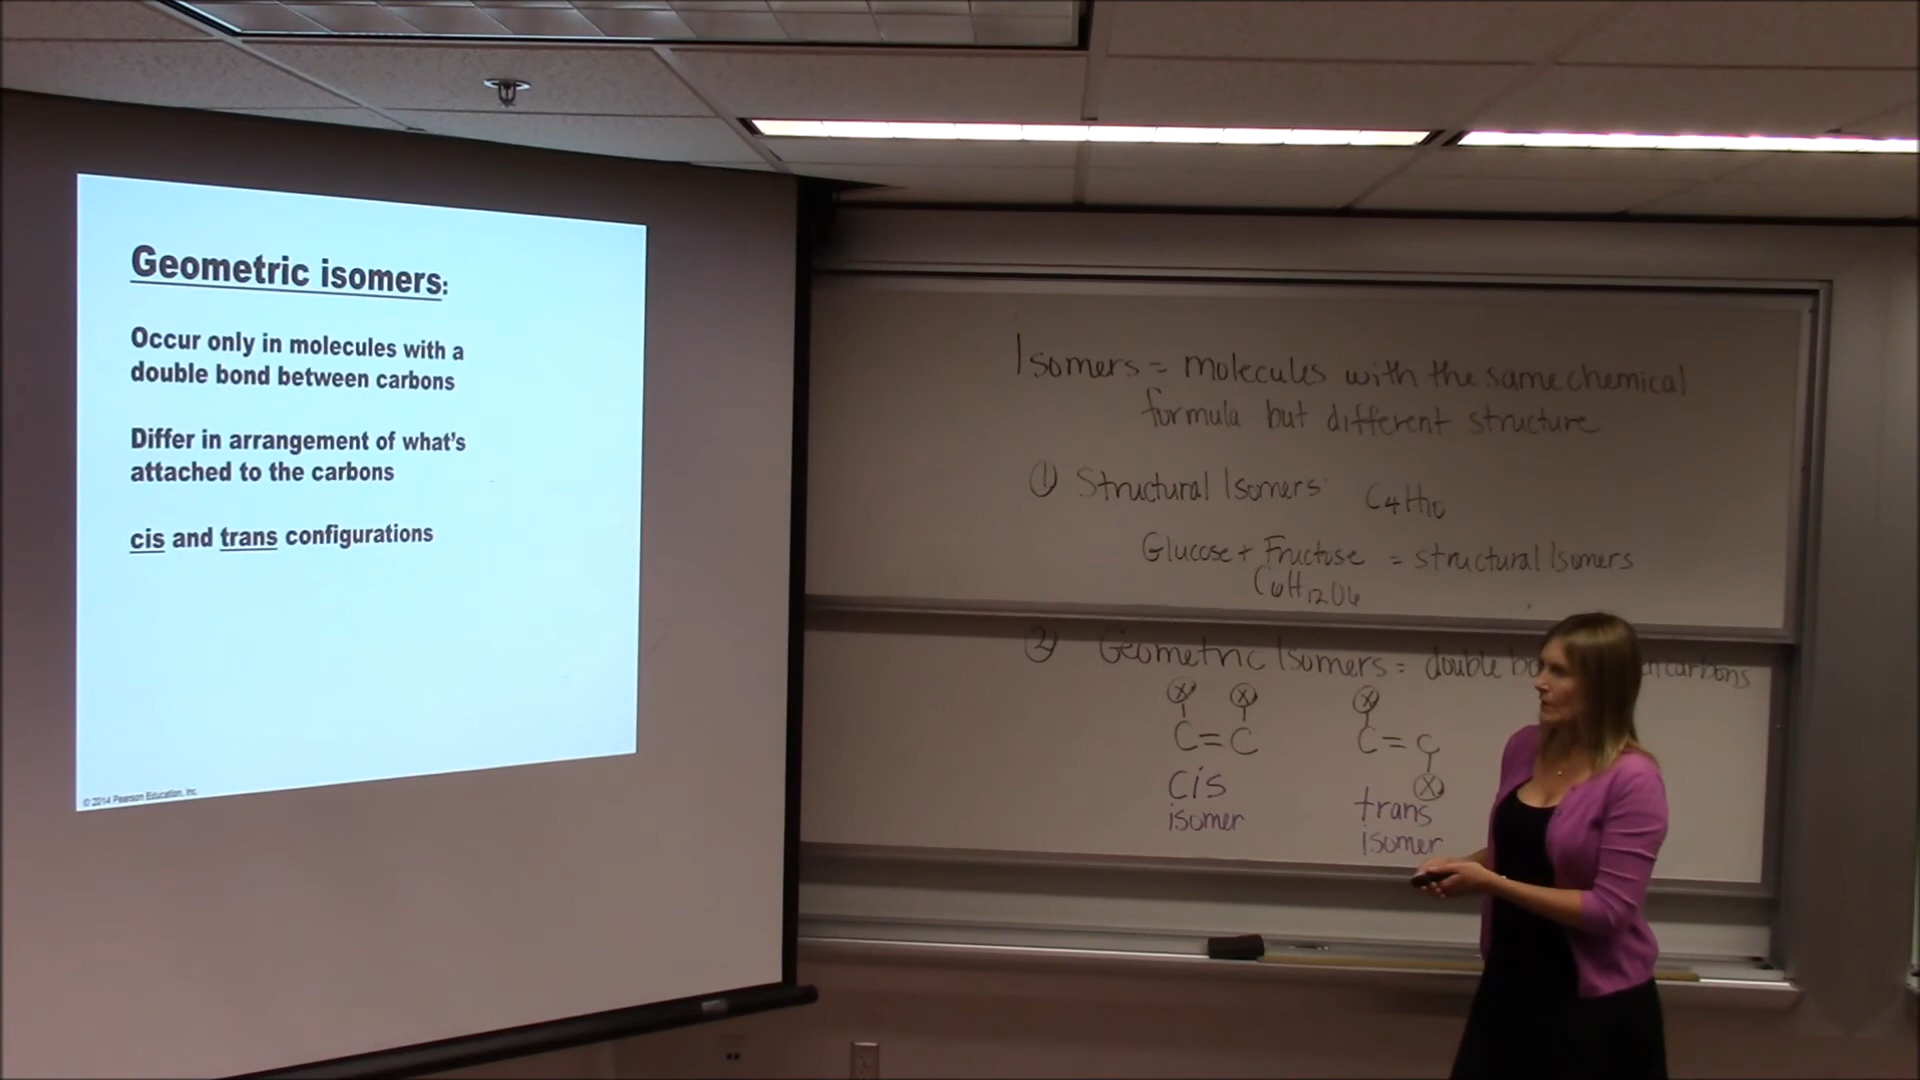 Geometric isomers:
Occur only in molecules with a
double bond between carbons
Differ in arrangement of what's
attached to the carbons
cis and trans configurations
© 2014 Pearson Education, Inc.
Isomers = molecules with the same chemical
formula but different structure
① Structural Isomers C₄H₁₀
Glucose + Fructose = structural Isomers
C₆H₁₂O₆
② Geometric Isomers = double carbons
X X X
C=C C=C
X
cis trans
isomer isomer